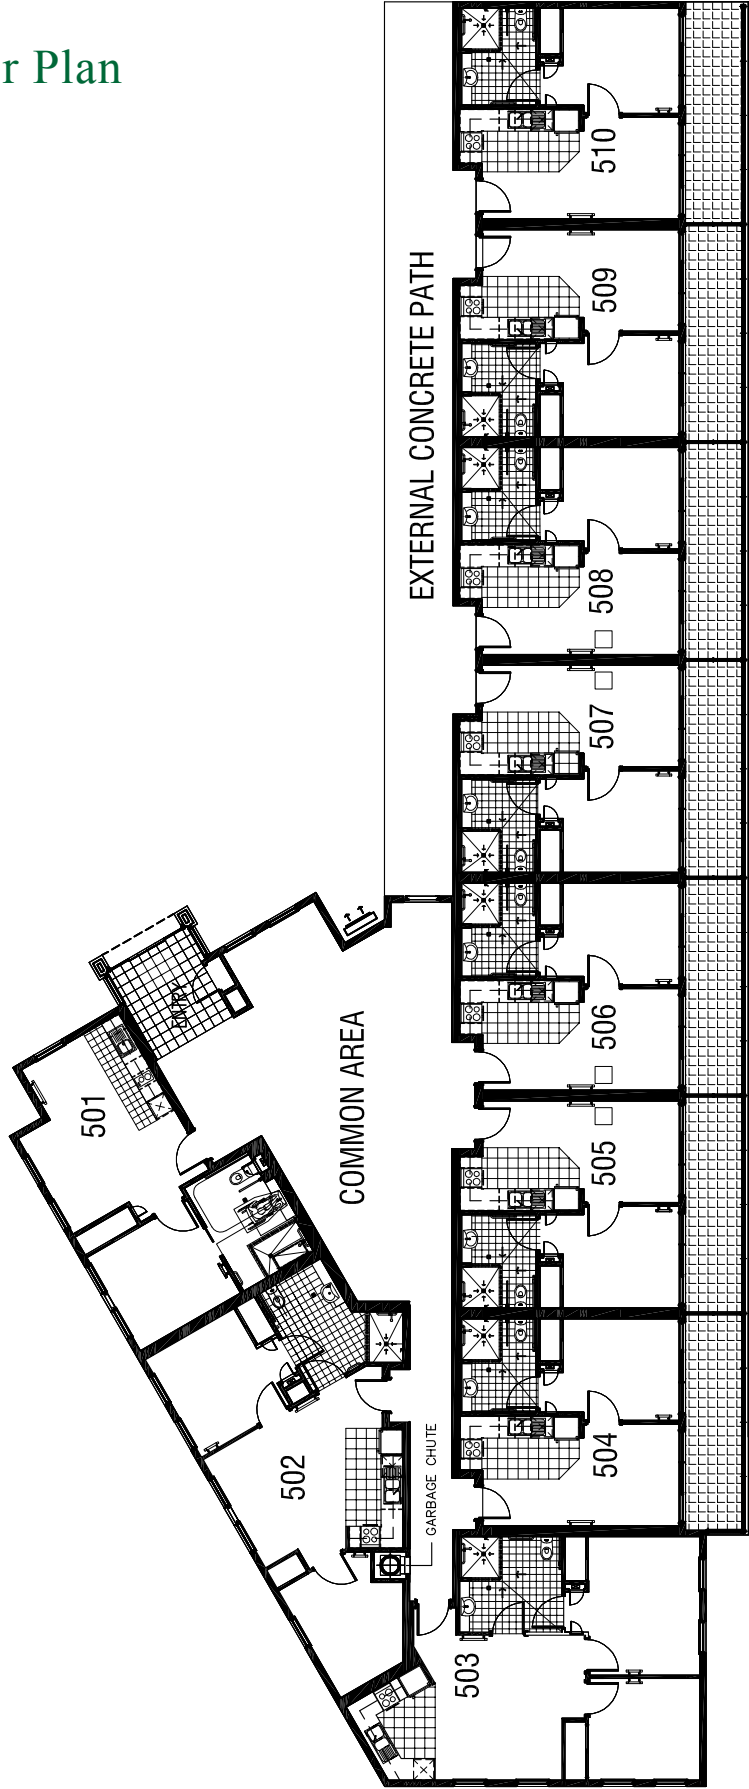 r Plan
510
509
EXTERNAL CONCRETE PATH
508
507
ENTRY
506
COMMON AREA
501
505
504
502
GARBAGE CHUTE
503